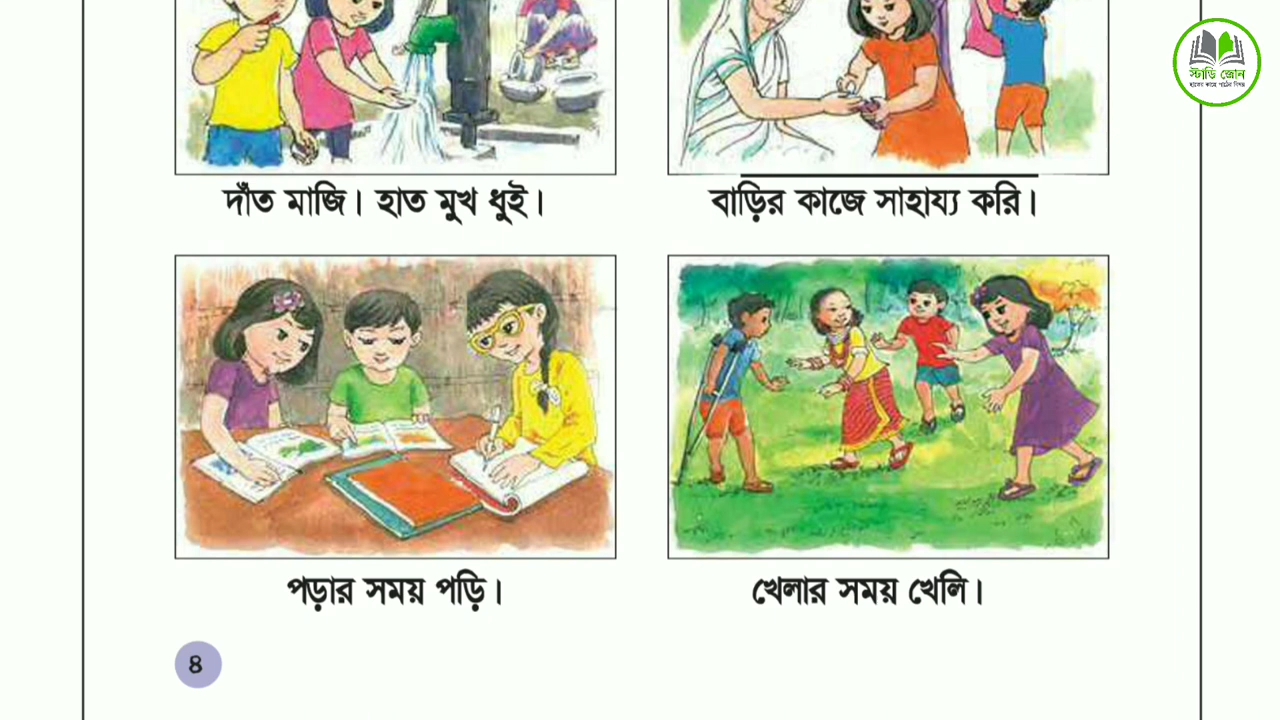 স্টাডি জোন
দাঁত মাজি। হাত মুখ ধুই।
বাড়ির কাজে সাহায্য করি।
পড়ার সময় পড়ি।
খেলার সময় খেলি।
৪